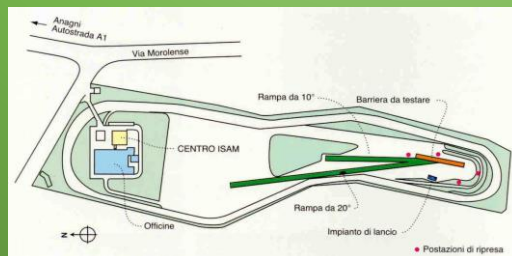 Anagni
Autostrada A1
Via Morolense
Rampa da 10°
Barriera da testare
CENTRO ISAM
Rampa da 20°
Officine
Impianto di lancio
N
Postazioni di ripresa